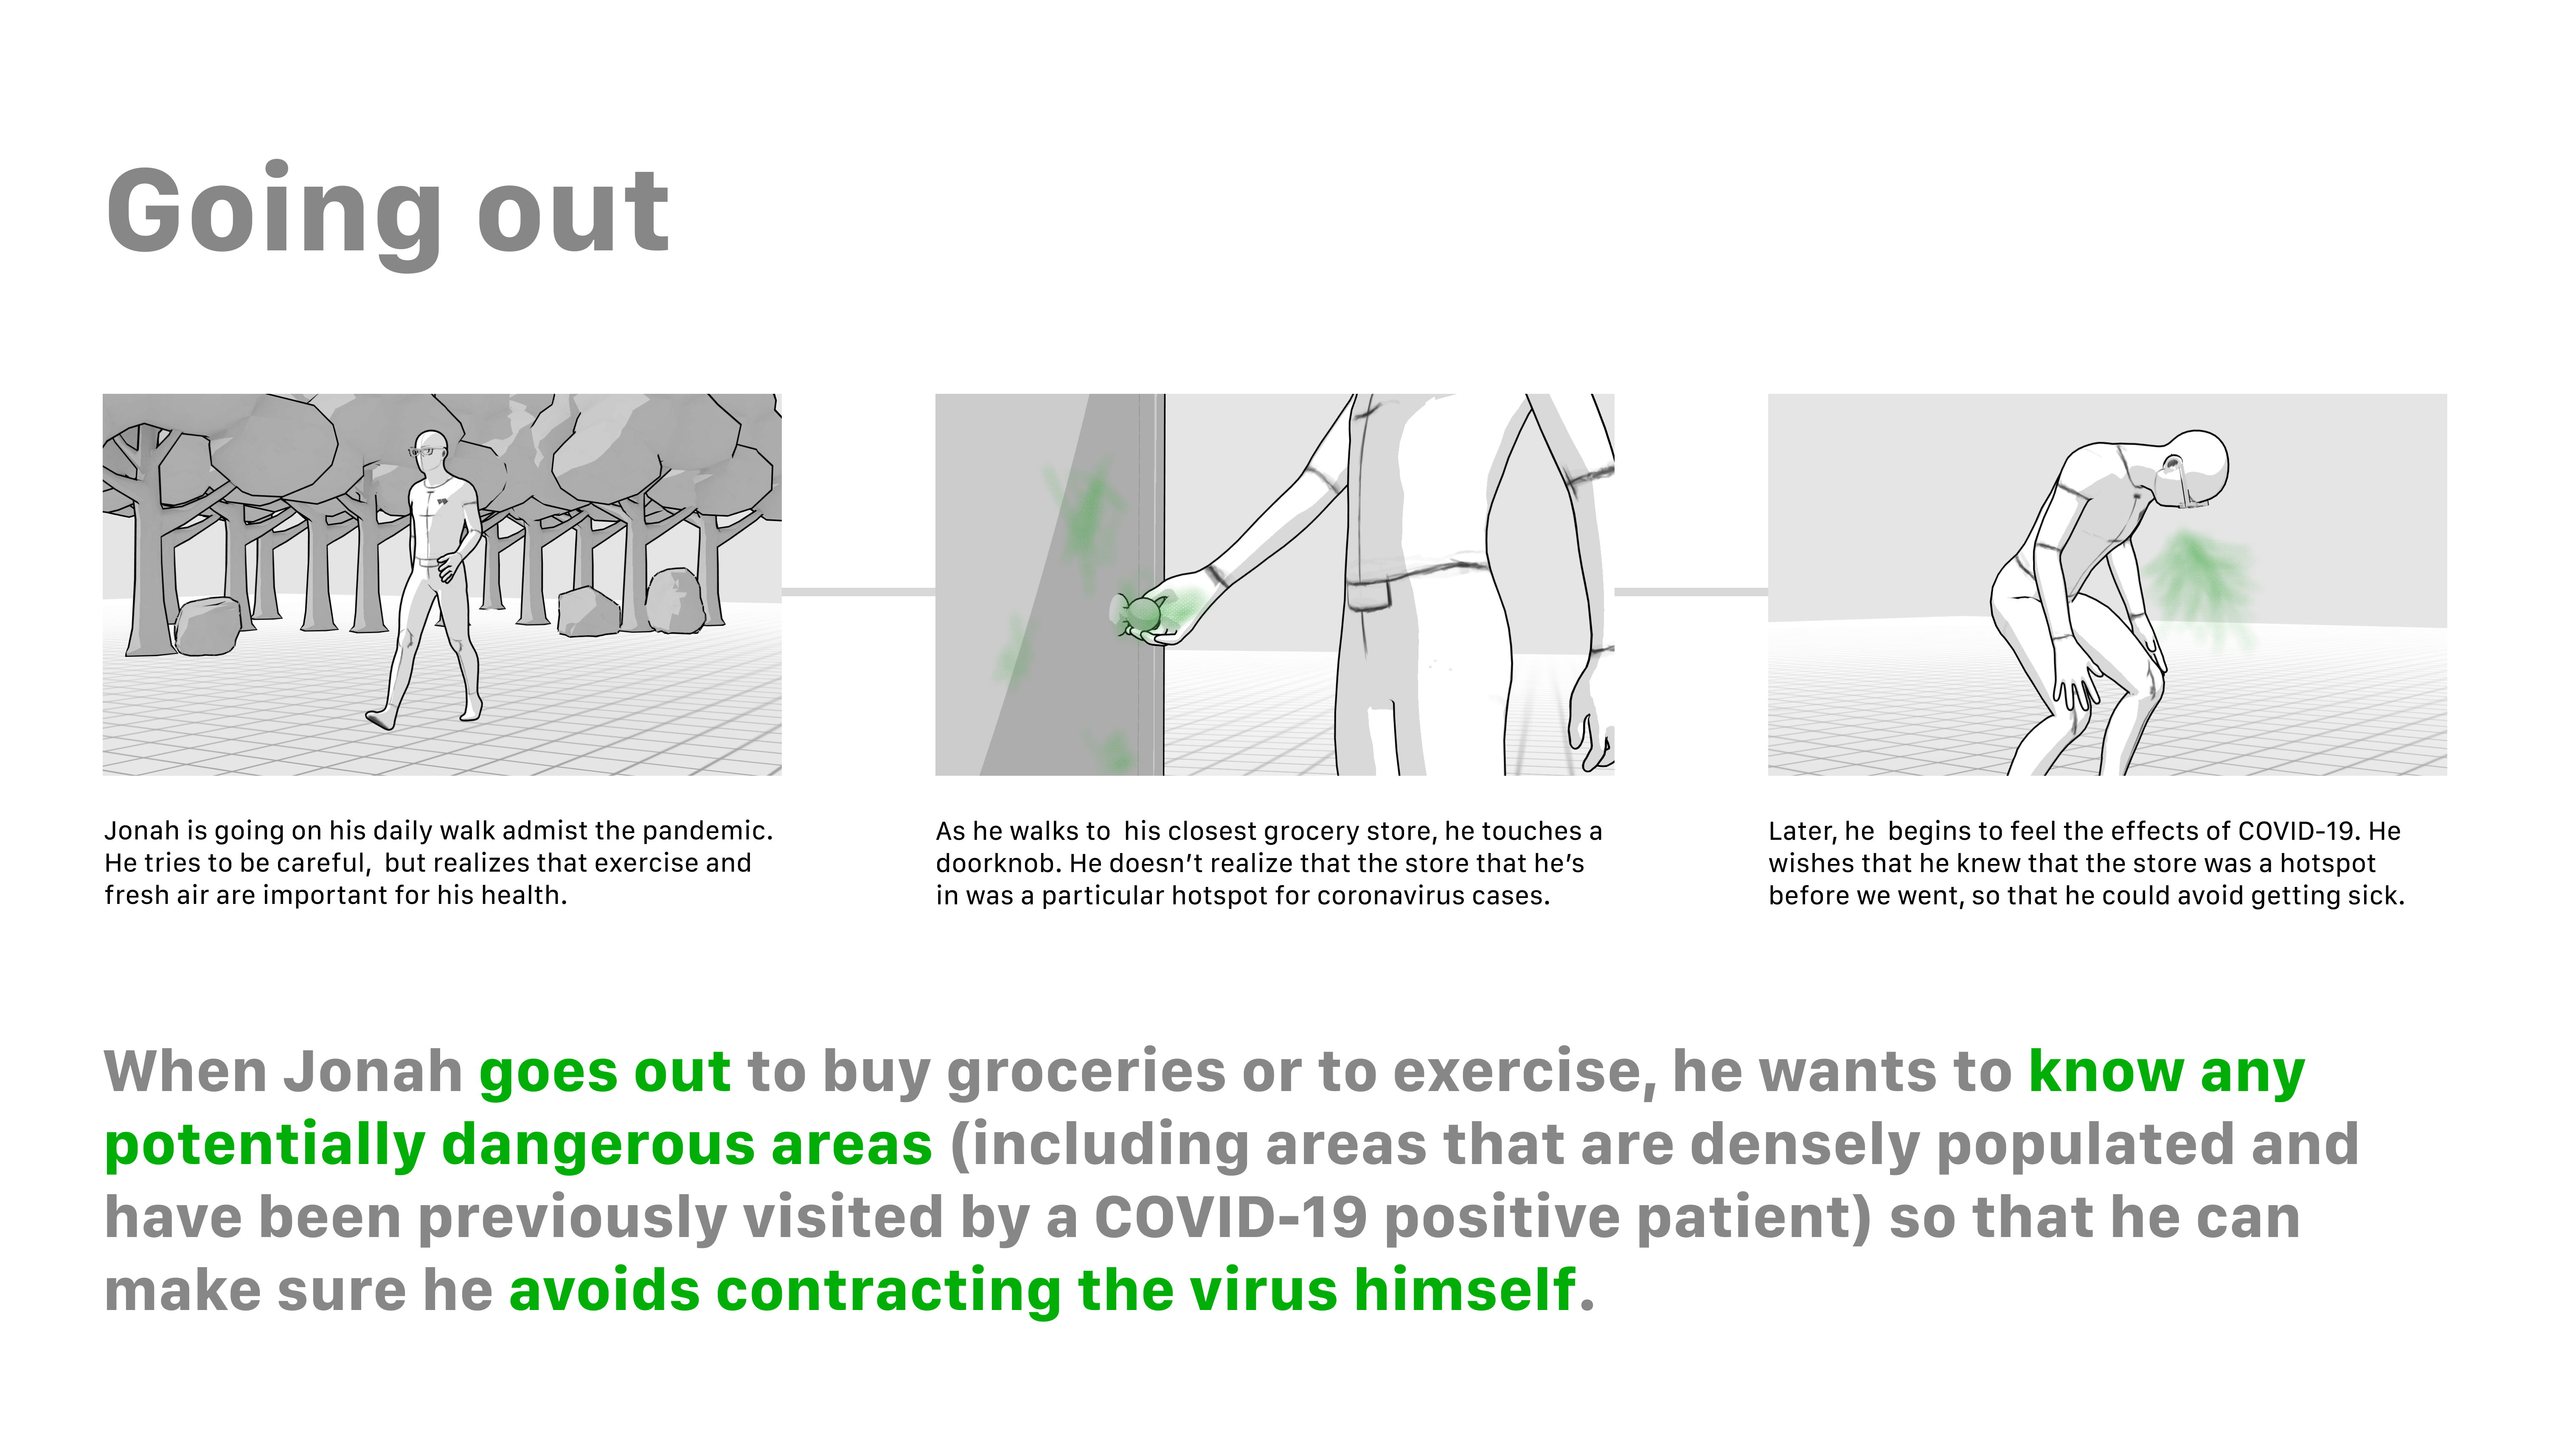 Going out
Jonah is going on his daily walk admist the pandemic.
He tries to be careful,  but realizes that exercise and
fresh air are important for his health.
As he walks to  his closest grocery store, he touches a
doorknob. He doesn’t realize that the store that he’s
in was a particular hotspot for coronavirus cases.
Later, he  begins to feel the effects of COVID-19. He
wishes that he knew that the store was a hotspot
before we went, so that he could avoid getting sick.
When Jonah goes out to buy groceries or to exercise, he wants to know any
potentially dangerous areas (including areas that are densely populated and
have been previously visited by a COVID-19 positive patient) so that he can
make sure he avoids contracting the virus himself.